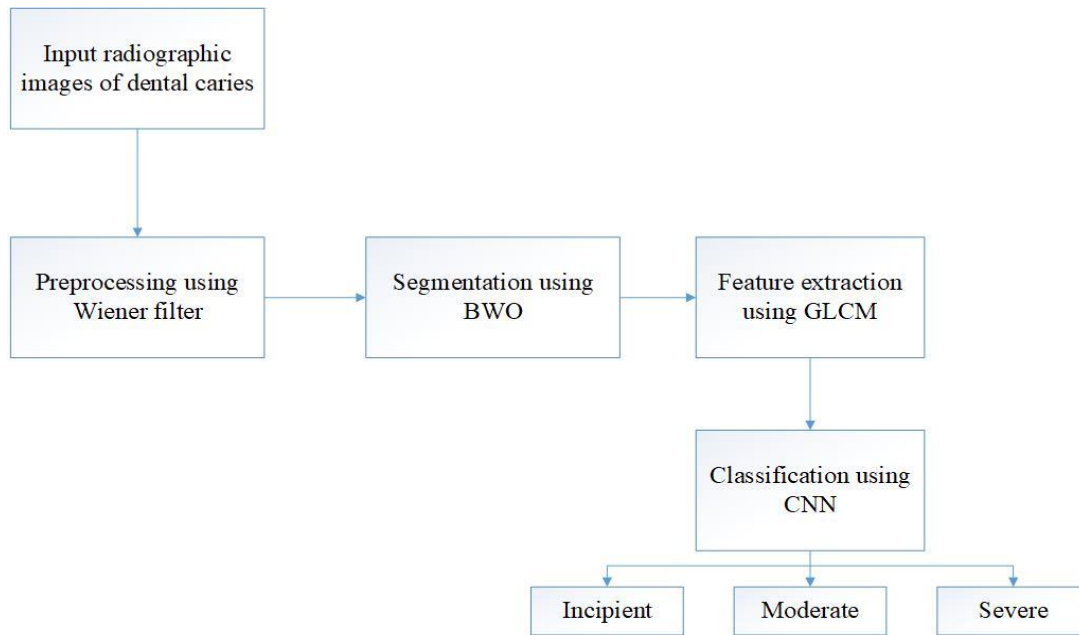 Input radiographic
images of dental caries
Preprocessing using
Wiener filter
Segmentation using
BWO
Feature extraction
using GLCM
Classification using
CNN
Incipient
Moderate
Severe